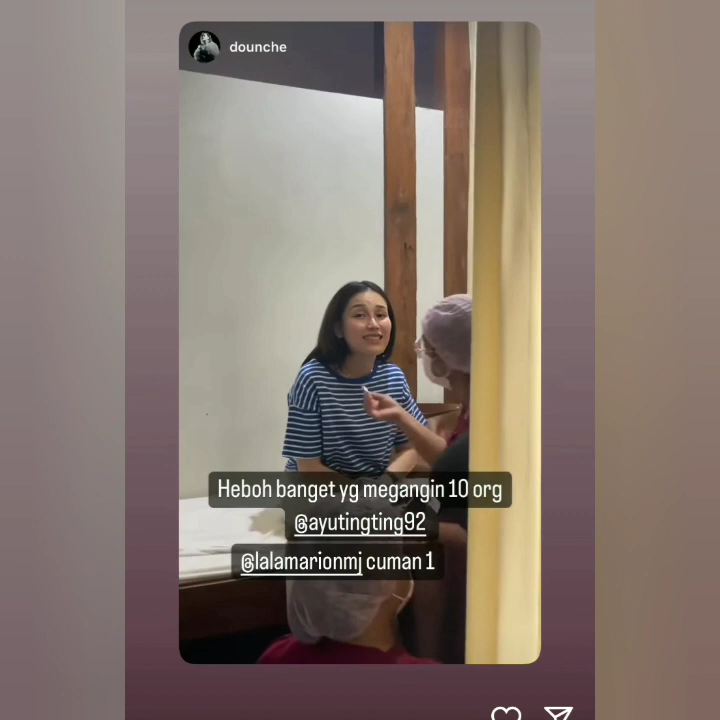 dounche
Heboh banget yg megangin 10 org
@ayutingting92
@lalamarionmj cuman 1